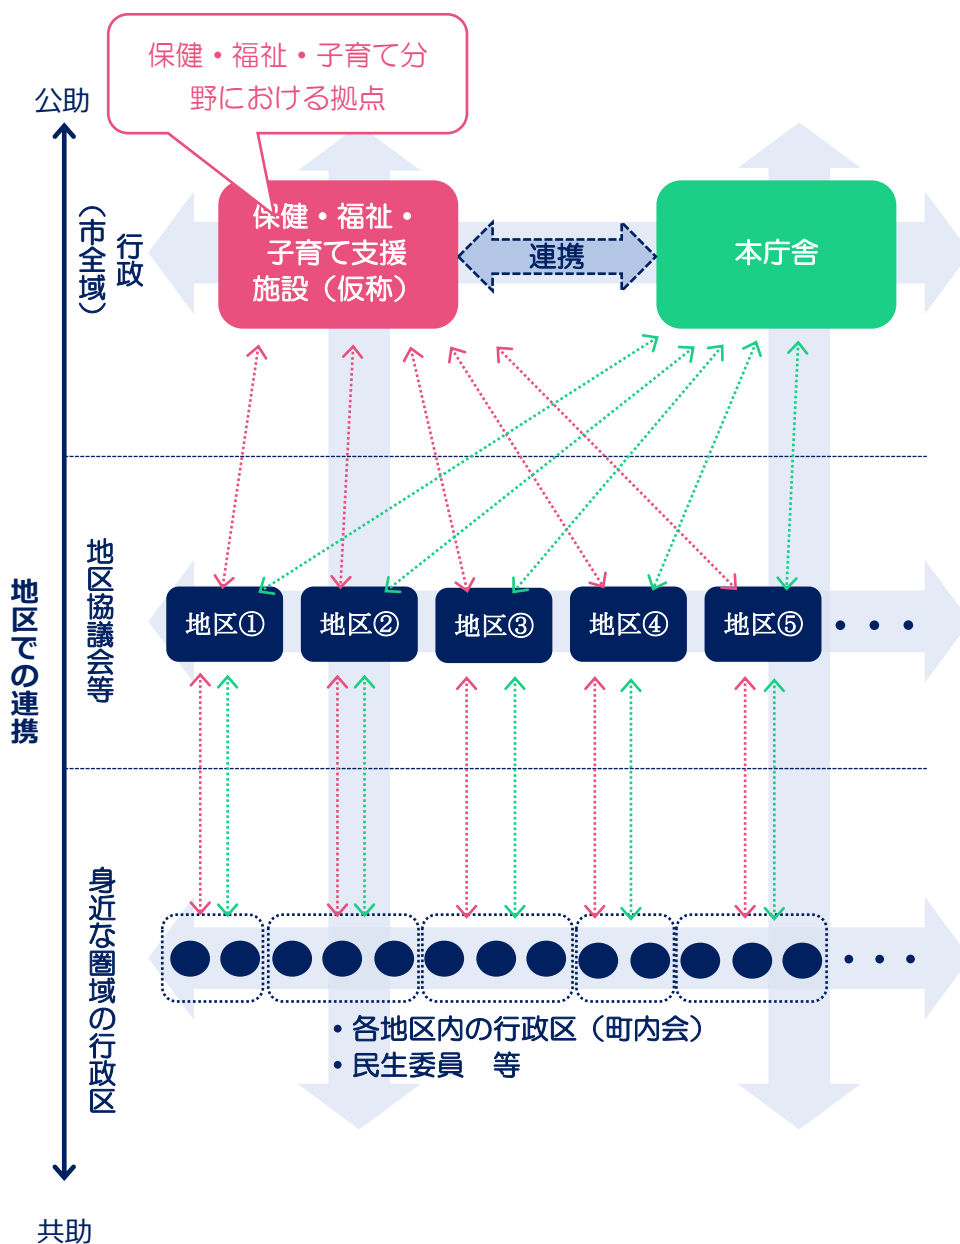 保健・福祉・子育て分
野における拠点
公助
行政
（市全域）
保健・福祉・
子育て支援
施設（仮称）
連携
本庁舎
地区での連携
地区協議会等
地区①
地区②
地区③
地区④
地区⑤
・・・
身近な圏域の行政区
・・・
・各地区内の行政区（町内会）
・民生委員　等
共助